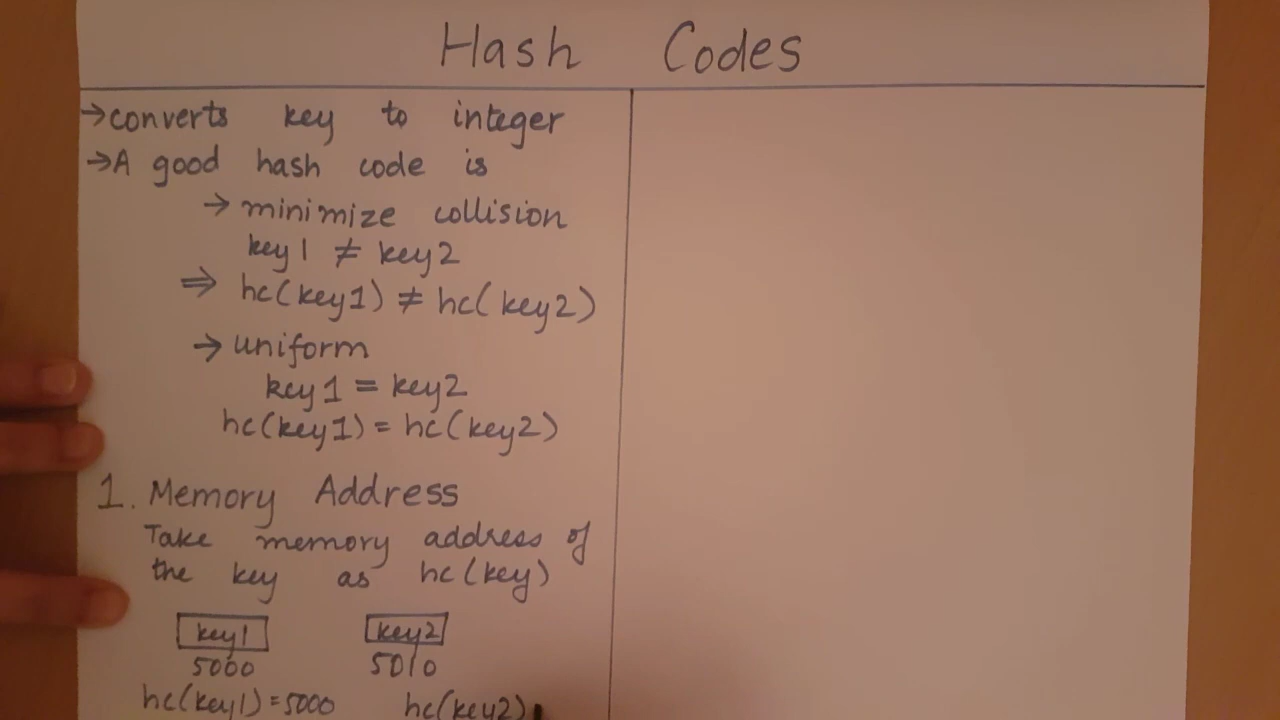 Hash Codes
→converts key to integer
→A good hash code is
→ minimize collision
key1 ≠ key2
⇒ hc(key1) ≠ hc(key2)
→ uniform
key1 = key2
hc(key1) = hc(key2)
1. Memory Address
Take memory address of
the key as hc(key)
key1 key2
5000 5010
hc(key1)=5000 hc(key2)